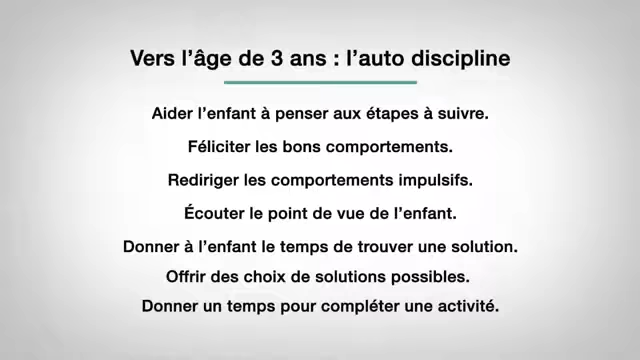 Vers l’âge de 3 ans : l’auto discipline
Aider l’enfant à penser aux étapes à suivre.
Féliciter les bons comportements.
Rediriger les comportements impulsifs.
Écouter le point de vue de l’enfant.
Donner à l’enfant le temps de trouver une solution.
Offrir des choix de solutions possibles.
Donner un temps pour compléter une activité.